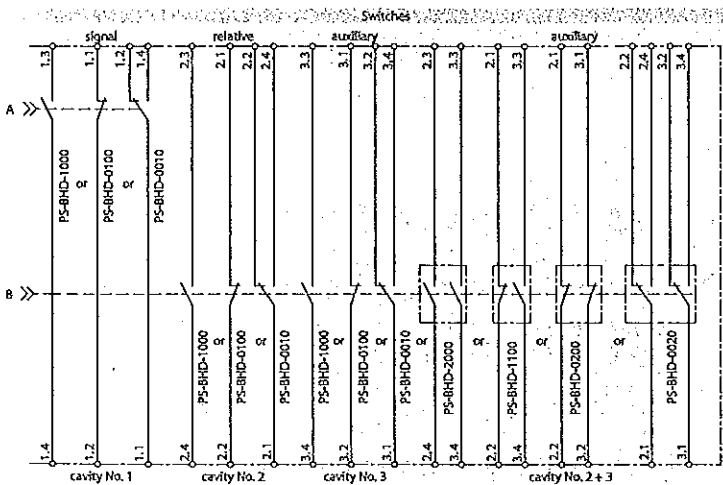 Switches
signal relative auxiliary auxiliary
1.3 1.1 1.2 1.4 2.3 2.1 2.2 2.4 3.3 3.1 3.2 3.4 2.3 3.3 2.1 3.3 2.1 3.1 2.2 2.4 3.2 3.4
A
PS-BHD-1000 or PS-BHD-0100 or PS-BHD-0010
B
PS-BHD-1000 or PS-BHD-0100 or PS-BHD-0010 or PS-BHD-1000 or PS-BHD-0100 or PS-BHD-0010 or PS-BHD-2000 or PS-BHD-1100 or PS-BHD-0200 or PS-BHD-0020
1.4 1.2 1.1 2.4 2.2 2.1 3.4 3.2 3.1 2.4 3.4 2.2 3.4 2.2 3.2 2.1 3.1
cavity No. 1 cavity No. 2 cavity No. 3 cavity No. 2 + 3